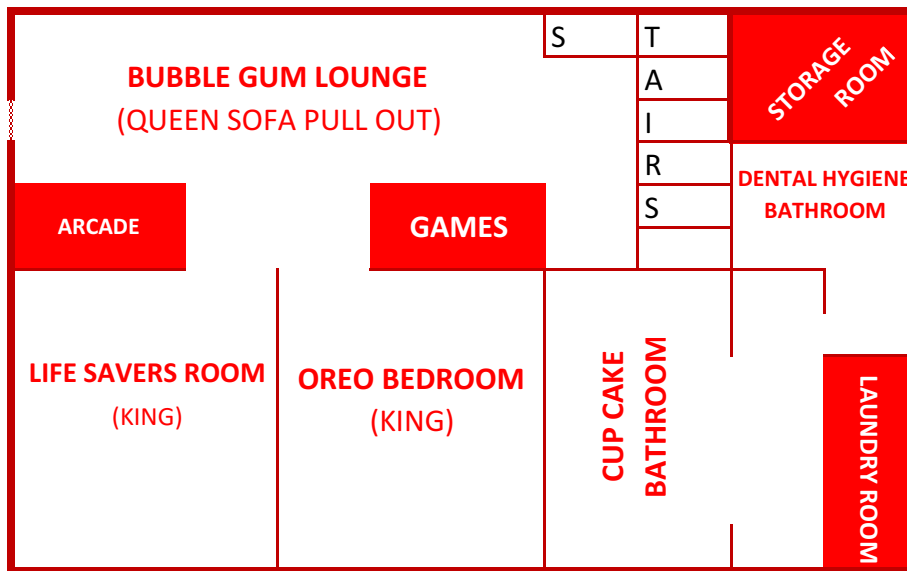 S T
A
I
R
S
BUBBLE GUM LOUNGE
(QUEEN SOFA PULL OUT)
STORAGE
ROOM
DENTAL HYGIENE
BATHROOM
ARCADE
GAMES
LIFE SAVERS ROOM
(KING)
OREO BEDROOM
(KING)
CUP CAKE
BATHROOM
LAUNDRY ROOM